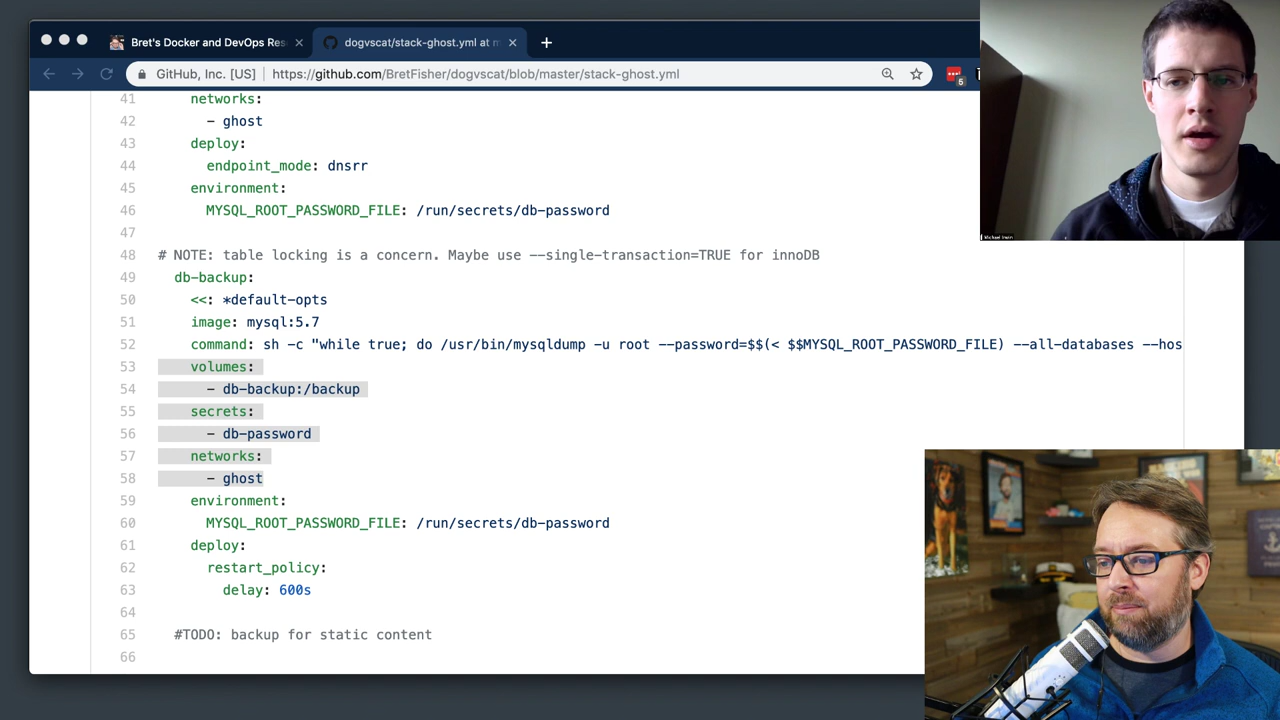 Bret's Docker and DevOps Res
dogvscat/stack-ghost.yml at m
GitHub, Inc. [US]
https://github.com/BretFisher/dogvscat/blob/master/stack-ghost.yml
6
41 networks:
42 - ghost
43 deploy:
44 endpoint_mode: dnsrr
45 environment:
46 MYSQL_ROOT_PASSWORD_FILE: /run/secrets/db-password
47
48 # NOTE: table locking is a concern. Maybe use --single-transaction=TRUE for innoDB
49 db-backup:
50 <<: *default-opts
51 image: mysql:5.7
52 command: sh -c "while true; do /usr/bin/mysqldump -u root --password=$$(< $$MYSQL_ROOT_PASSWORD_FILE) --all-databases --hos
53 volumes:
54 - db-backup:/backup
55 secrets:
56 - db-password
57 networks:
58 - ghost
59 environment:
60 MYSQL_ROOT_PASSWORD_FILE: /run/secrets/db-password
61 deploy:
62 restart_policy:
63 delay: 600s
64
65 #TODO: backup for static content
66
Michael Irwin